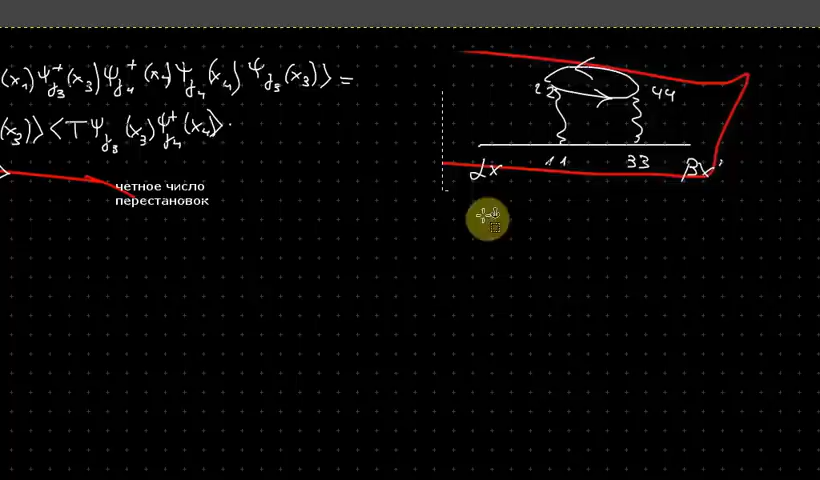 (x₁) ψ⁺γ₃(x₃) ψ⁺γ₄(x₄) ψγ₄(x₄) ψγ₃(x₃)⟩ =
x₃)⟩⟨Tψγ₃(x₃)ψ⁺γ₄(x₄)⟩.
четное число
перестановок
22 44
αx 11 33 βx'